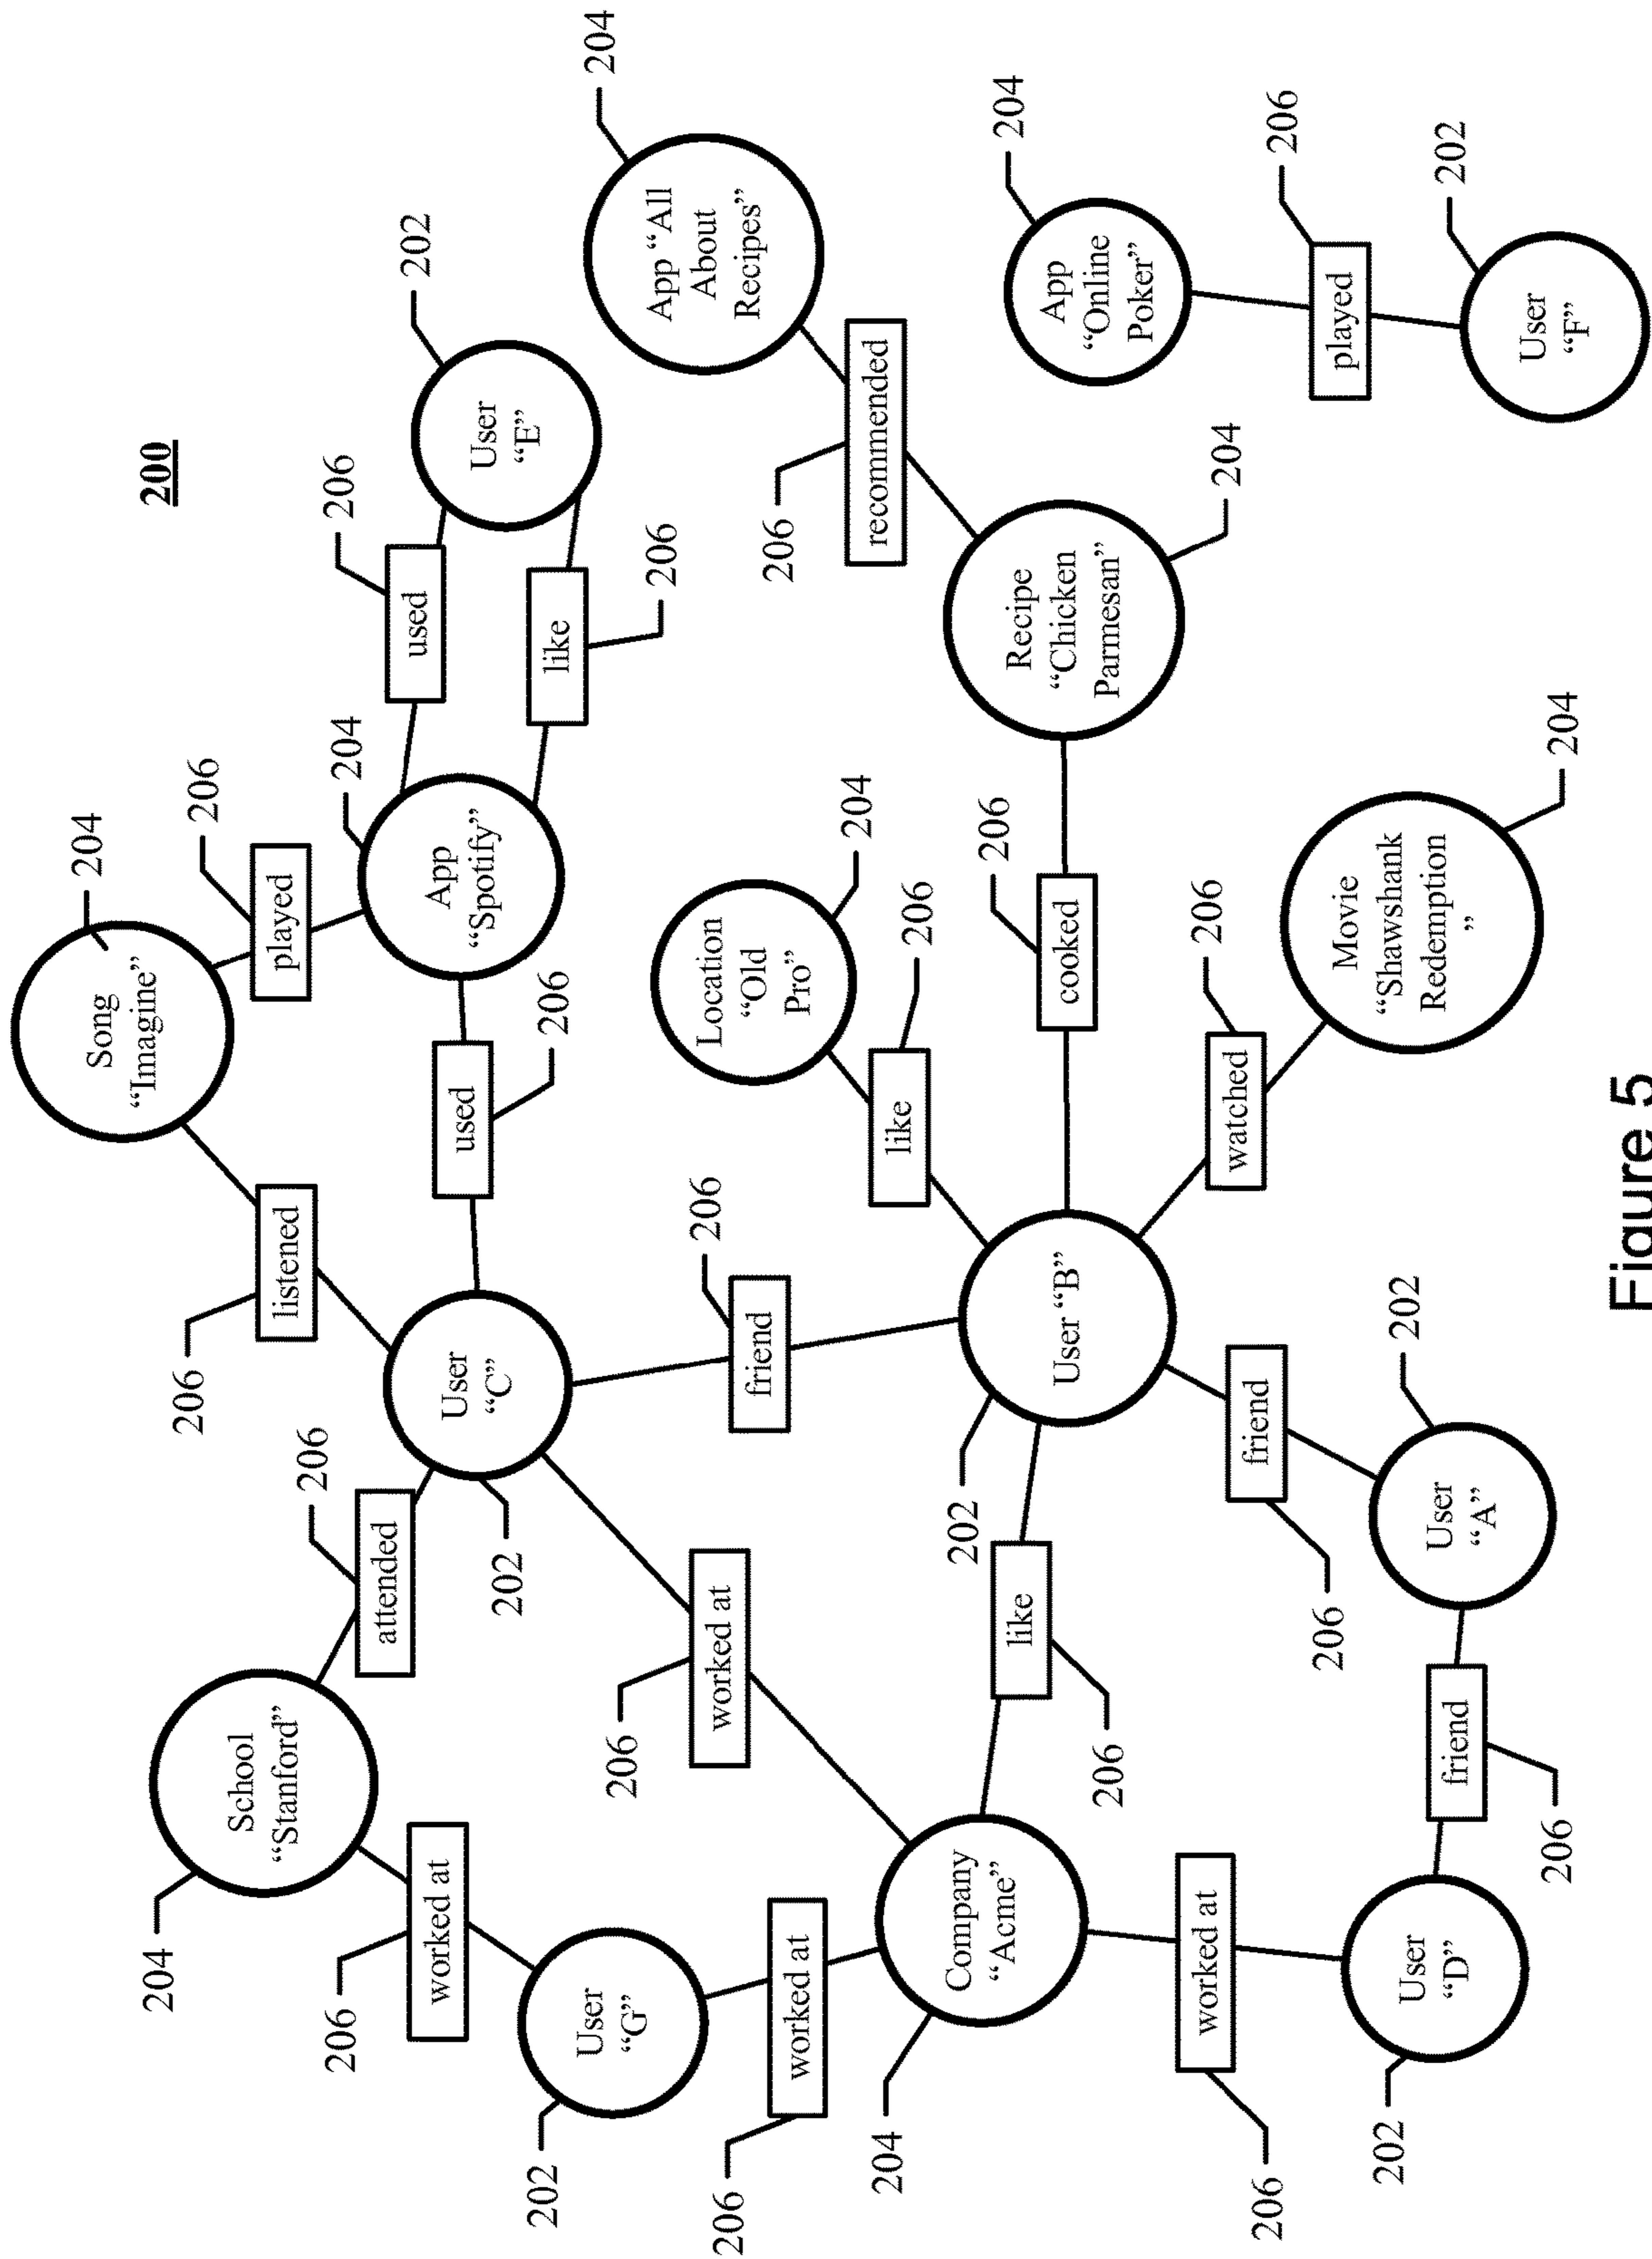 204
Song
“Imagine”
200
204
School
“Stanford”
206
listened
206
played
206
attended
206
used
206
204
202
206
worked at
User
“C”
202
used
206
App
“Spotify”
like
206
User
“E”
202
User
“G”
206
worked at
206
friend
Location
“Old
Pro”
204
204
App “All
About
Recipes”
206
worked at
206
like
206
206
recommended
204
Company
“Acme”
like
206
202
User “B”
206
cooked
Recipe
“Chicken
Parmesan”
204
204
App
“Online
Poker”
206
worked at
206
friend
206
watched
206
206
played
202
User
“D”
friend
206
User
“A”
202
Movie
“Shawshank
Redemption
”
204
User
“F”
202
Figure 5